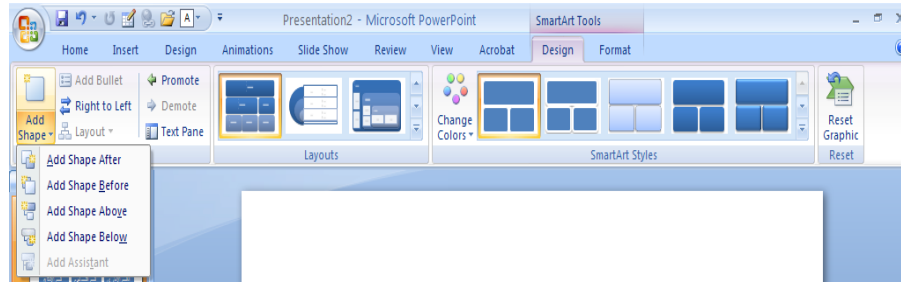 Presentation2 - Microsoft PowerPoint
SmartArt Tools
Home Insert Design Animations Slide Show Review View Acrobat Design Format
Add Shape
Add Bullet
Right to Left
Layout
Promote
Demote
Text Pane
Layouts
Change Colors
SmartArt Styles
Reset Graphic
Reset
Add Shape After
Add Shape Before
Add Shape Above
Add Shape Below
Add Assistant